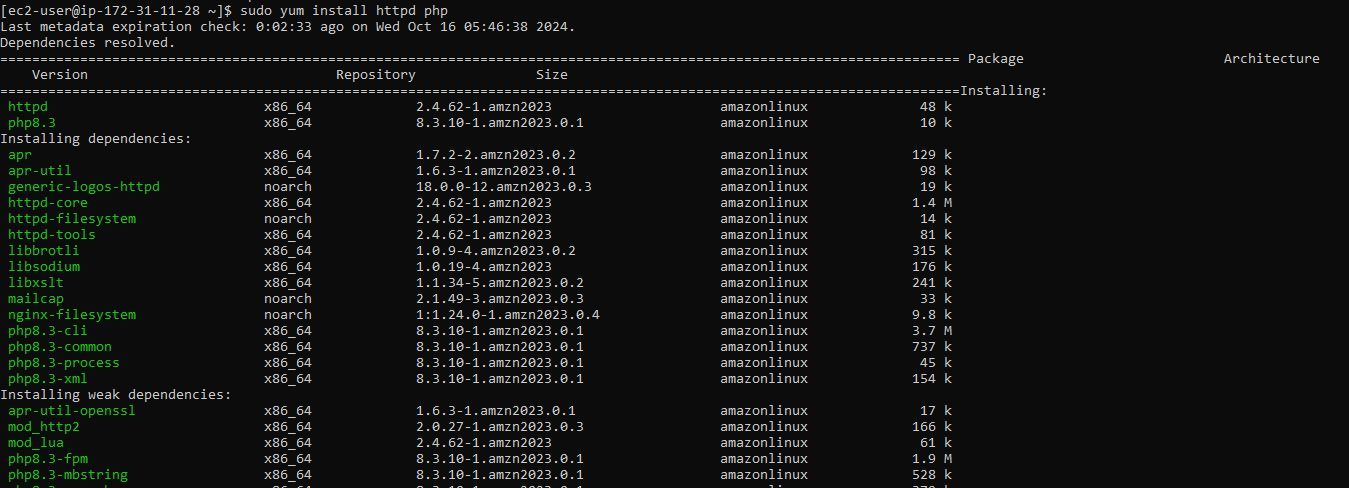 [ec2-user@ip-172-31-11-28 ~]$ sudo yum install httpd php
Last metadata expiration check: 0:02:33 ago on Wed Oct 16 05:46:38 2024.
Dependencies resolved.
======================================================================================================================== Package Architecture
Version Repository Size
========================================================================================================================Installing:
httpd x86_64 2.4.62-1.amzn2023 amazonlinux 48 k
php8.3 x86_64 8.3.10-1.amzn2023.0.1 amazonlinux 10 k
Installing dependencies:
apr x86_64 1.7.2-2.amzn2023.0.2 amazonlinux 129 k
apr-util x86_64 1.6.3-1.amzn2023.0.1 amazonlinux 98 k
generic-logos-httpd noarch 18.0.0-12.amzn2023.0.3 amazonlinux 19 k
httpd-core x86_64 2.4.62-1.amzn2023 amazonlinux 1.4 M
httpd-filesystem noarch 2.4.62-1.amzn2023 amazonlinux 14 k
httpd-tools x86_64 2.4.62-1.amzn2023 amazonlinux 81 k
libbrotli x86_64 1.0.9-4.amzn2023.0.2 amazonlinux 315 k
libsodium x86_64 1.0.19-4.amzn2023 amazonlinux 176 k
libxslt x86_64 1.1.34-5.amzn2023.0.2 amazonlinux 241 k
mailcap noarch 2.1.49-3.amzn2023.0.3 amazonlinux 33 k
nginx-filesystem noarch 1:1.24.0-1.amzn2023.0.4 amazonlinux 9.8 k
php8.3-cli x86_64 8.3.10-1.amzn2023.0.1 amazonlinux 3.7 M
php8.3-common x86_64 8.3.10-1.amzn2023.0.1 amazonlinux 737 k
php8.3-process x86_64 8.3.10-1.amzn2023.0.1 amazonlinux 45 k
php8.3-xml x86_64 8.3.10-1.amzn2023.0.1 amazonlinux 154 k
Installing weak dependencies:
apr-util-openssl x86_64 1.6.3-1.amzn2023.0.1 amazonlinux 17 k
mod_http2 x86_64 2.0.27-1.amzn2023.0.3 amazonlinux 166 k
mod_lua x86_64 2.4.62-1.amzn2023 amazonlinux 61 k
php8.3-fpm x86_64 8.3.10-1.amzn2023.0.1 amazonlinux 1.9 M
php8.3-mbstring x86_64 8.3.10-1.amzn2023.0.1 amazonlinux 528 k
x86_64 8.3.10-1.amzn2023.0.1 amazonlinux